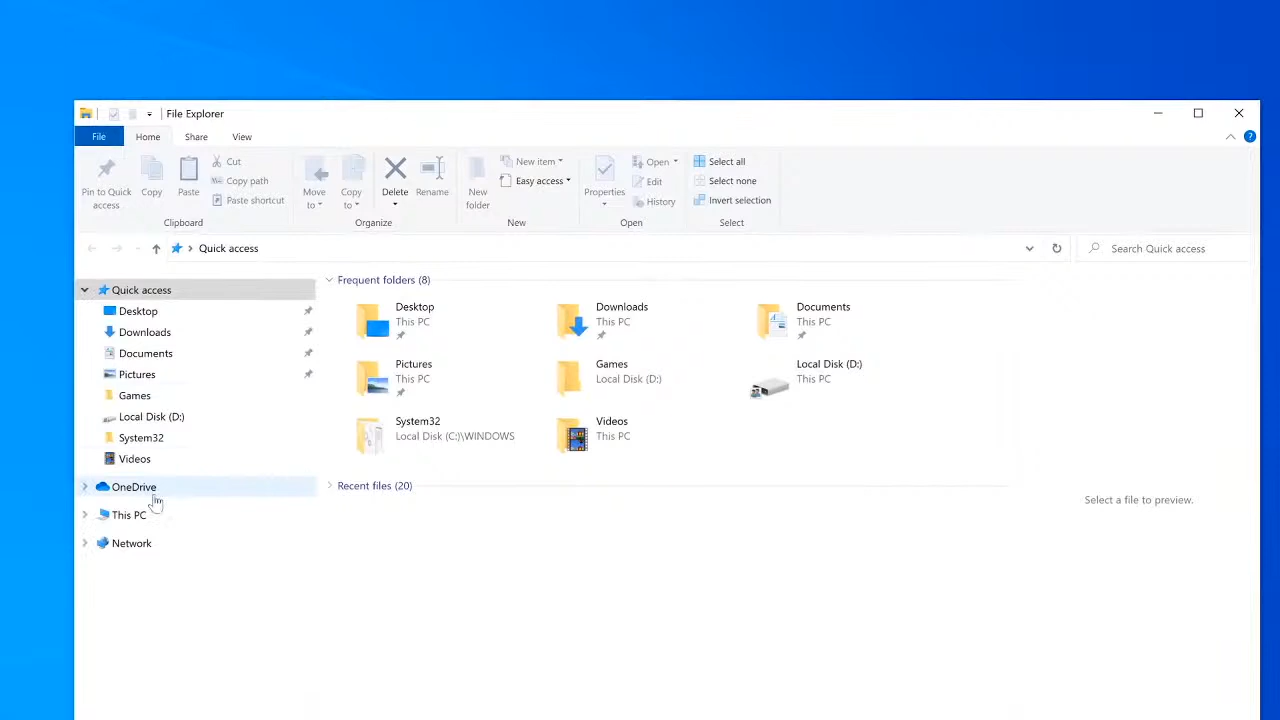 File Explorer
File Home Share View
Pin to Quick access
Copy
Paste
Cut
Copy path
Paste shortcut
Clipboard
Move to
Copy to
Delete
Rename
Organize
New folder
New item
Easy access
New
Properties
Open
Edit
History
Open
Select all
Select none
Invert selection
Select
Quick access
Search Quick access
Quick access
Desktop
Downloads
Documents
Pictures
Games
Local Disk (D:)
System32
Videos
OneDrive
This PC
Network
Frequent folders (8)
Desktop
This PC
Downloads
This PC
Documents
This PC
Pictures
This PC
Games
Local Disk (D:)
Local Disk (D:)
This PC
System32
Local Disk (C:)\WINDOWS
Videos
This PC
Recent files (20)
Select a file to preview.